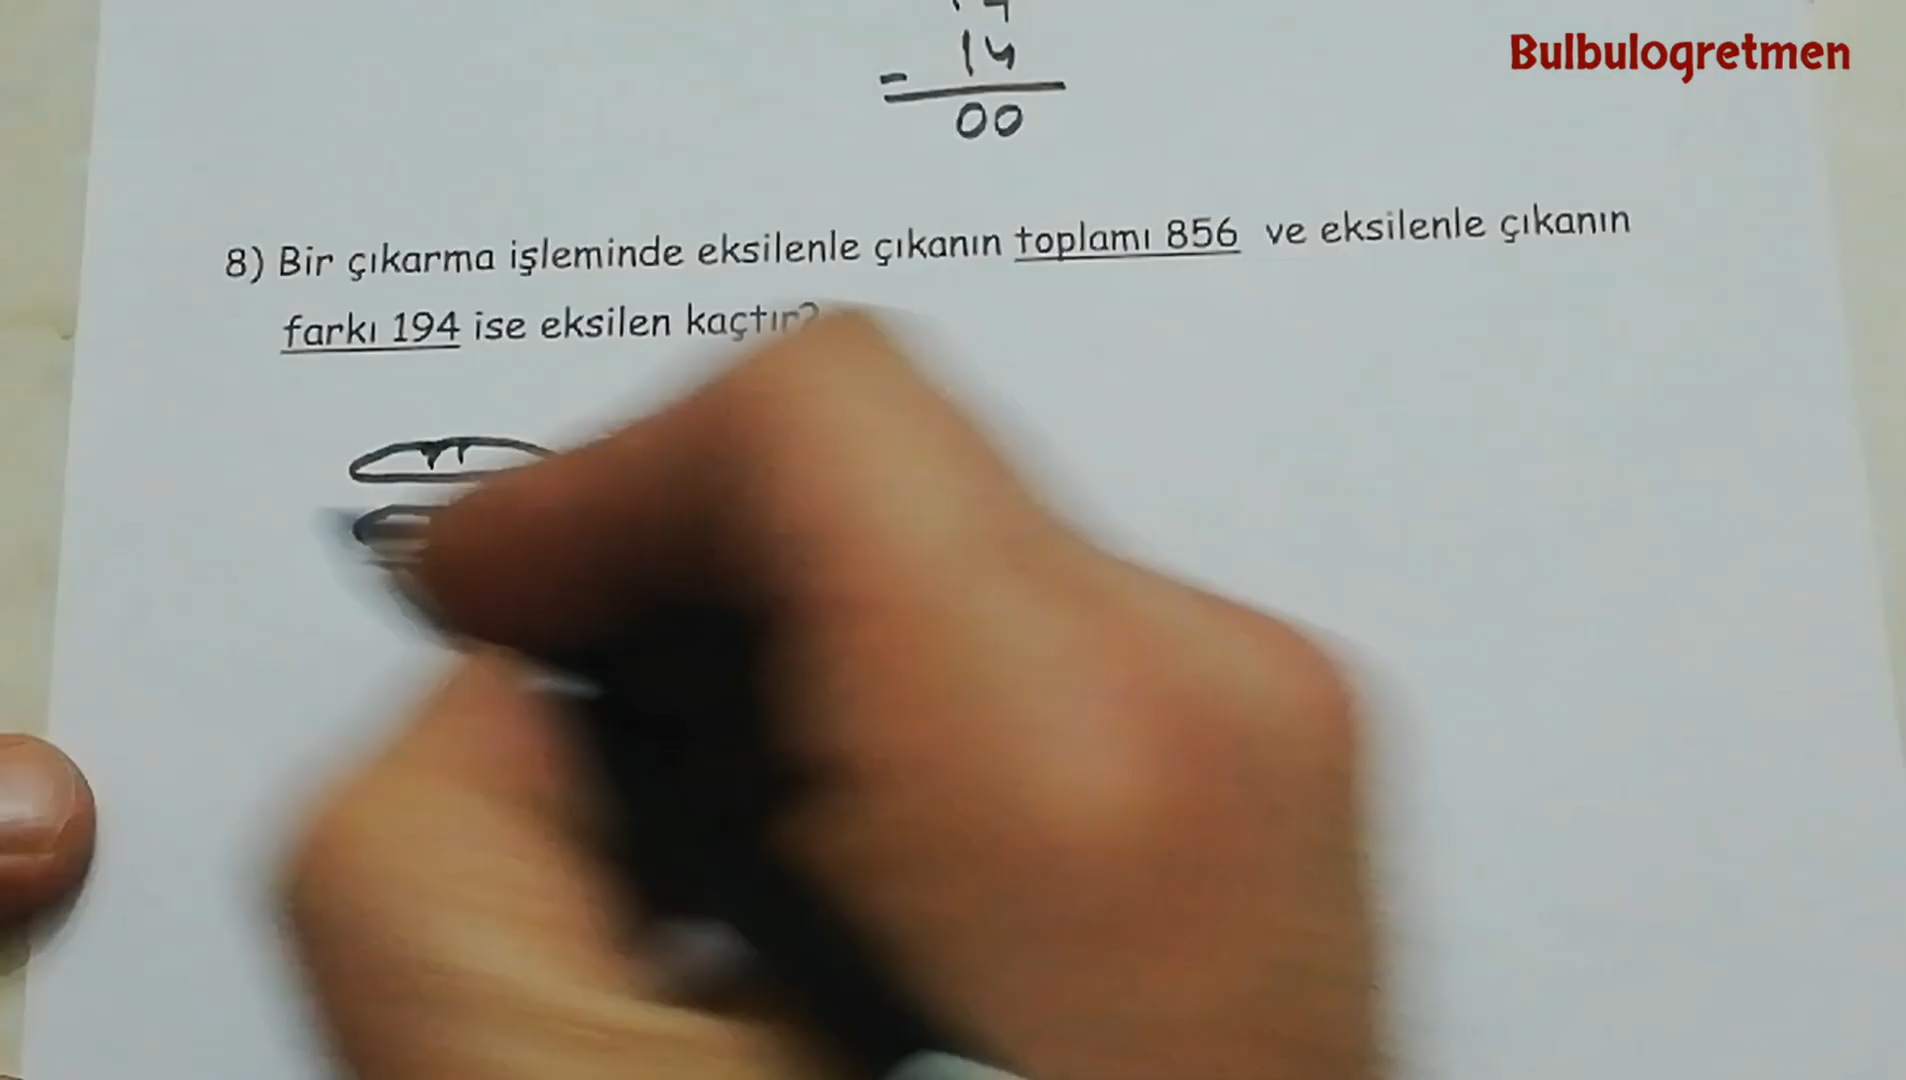 Bulbulogretmen
- 14
00
8) Bir çıkarma işleminde eksilenle çıkanın toplamı 856 ve eksilenle çıkanın
farkı 194 ise eksilen kaçtır?